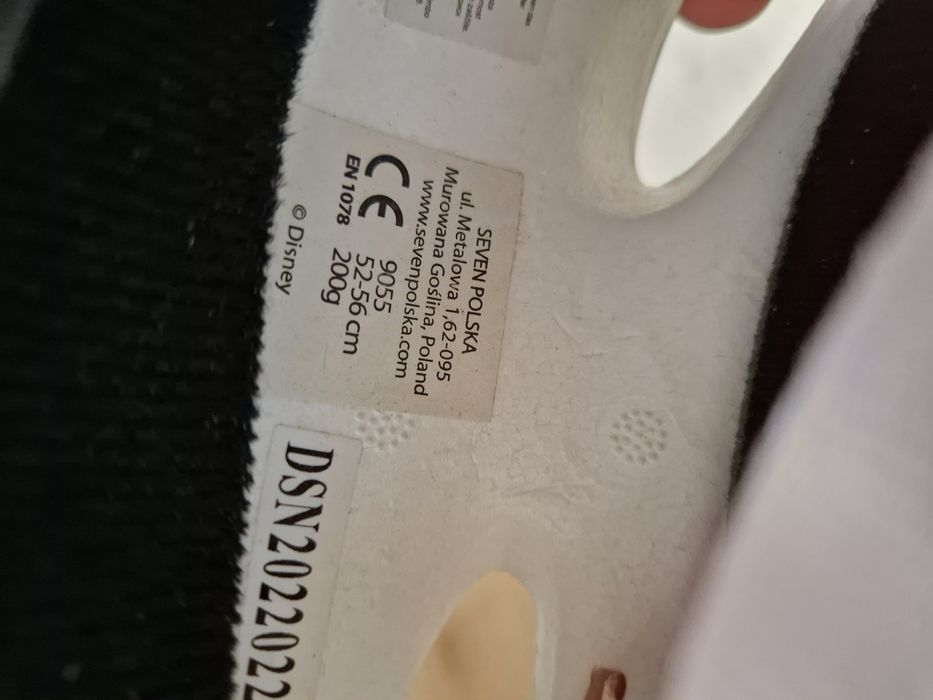 SEVEN POLSKA
ul. Metalowa 1,62-095
Murowana Goślina, Poland
www.sevenpolska.com
CE
EN 1078
9055
52-56 cm
200g
© Disney
DSN2022022